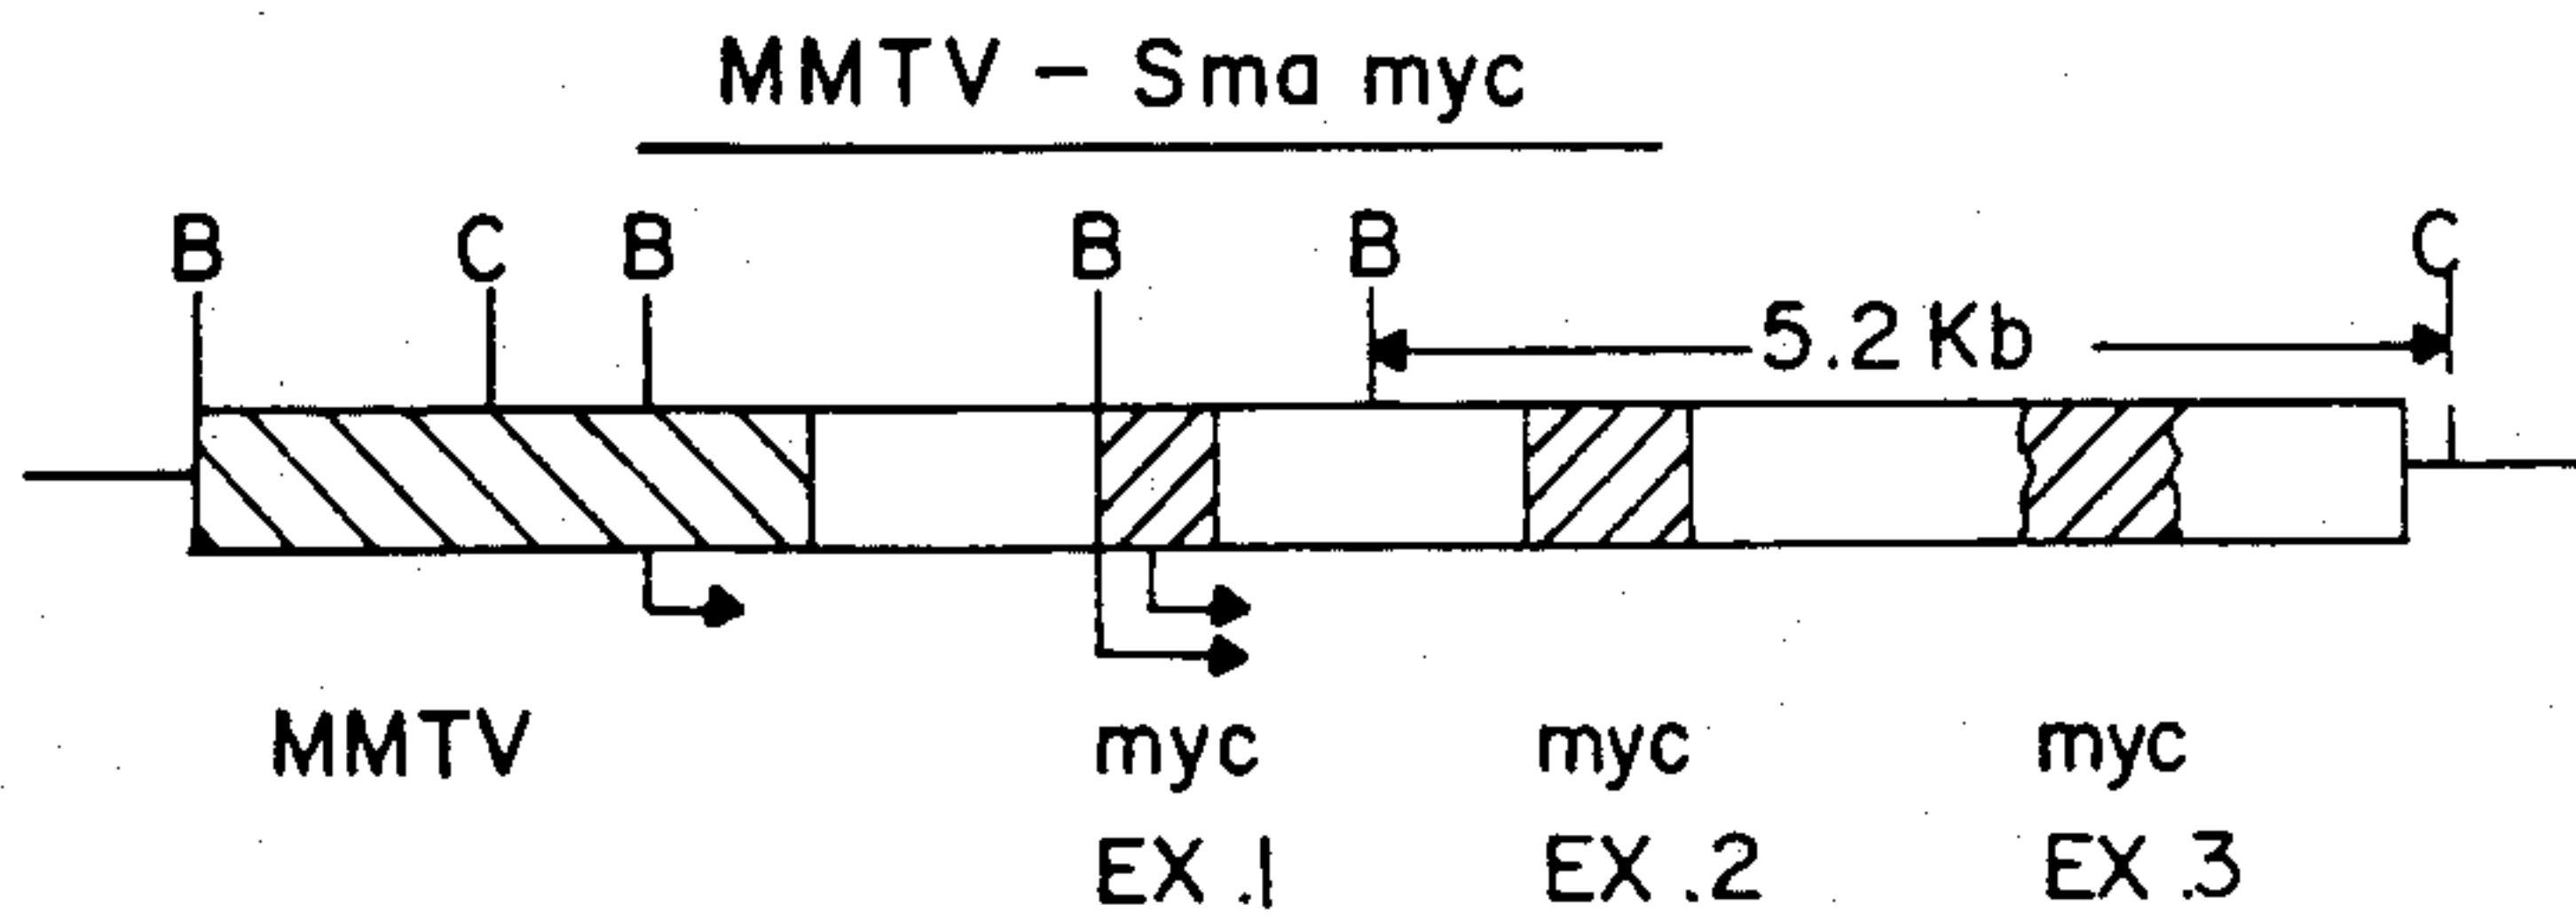 MMTV - Sma myc
B C B B B C
5.2 Kb
MMTV myc myc myc
EX .1 EX .2 EX .3